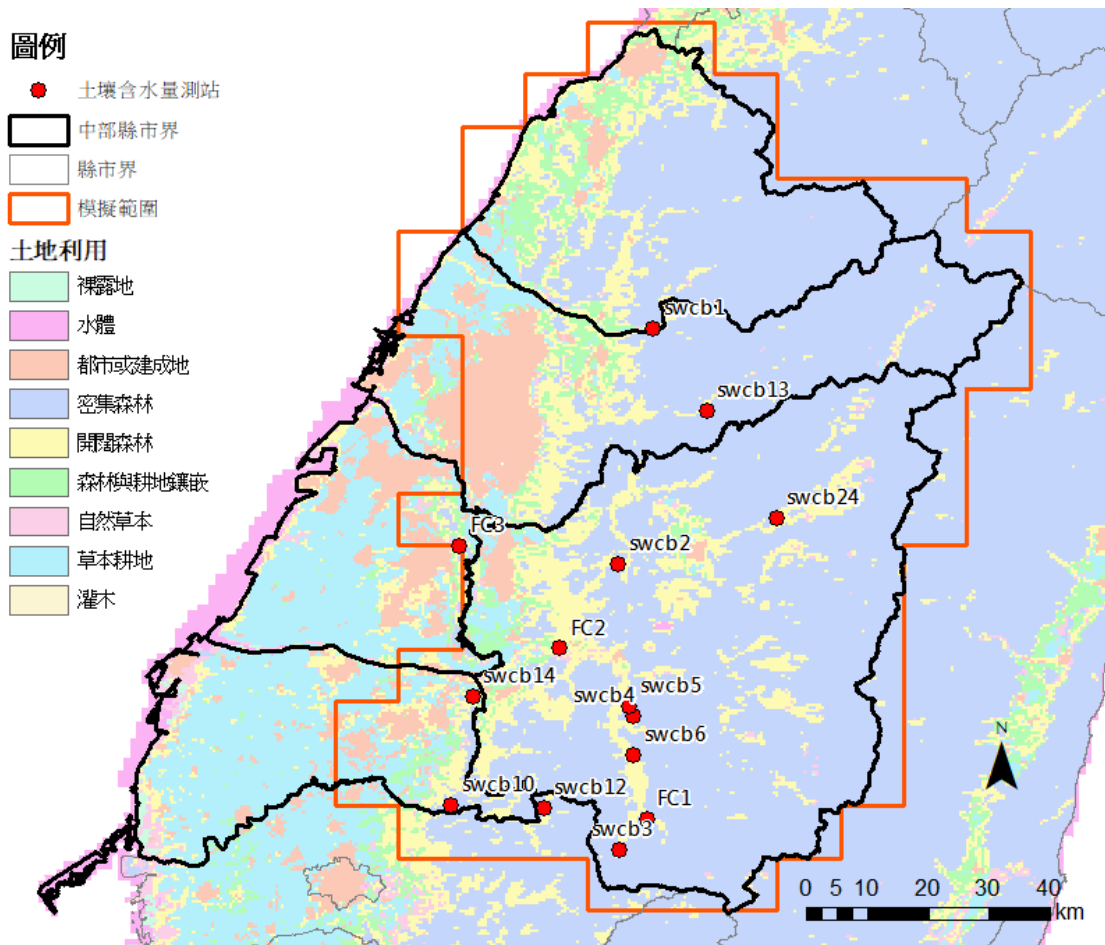 圖例
土壤含水量測站
中部縣市界
縣市界
模擬範圍
土地利用
裸露地
水體
都市或建成地
密集森林
開闊森林
森林與耕地鑲嵌
自然草本
草本耕地
灌木
swcb1
swcb13
swcb24
FC3
swcb2
FC2
swcb14
swcb4
swcb5
swcb6
swcb10
swcb12
FC1
swcb3
N
0 5 10 20 30 40
km